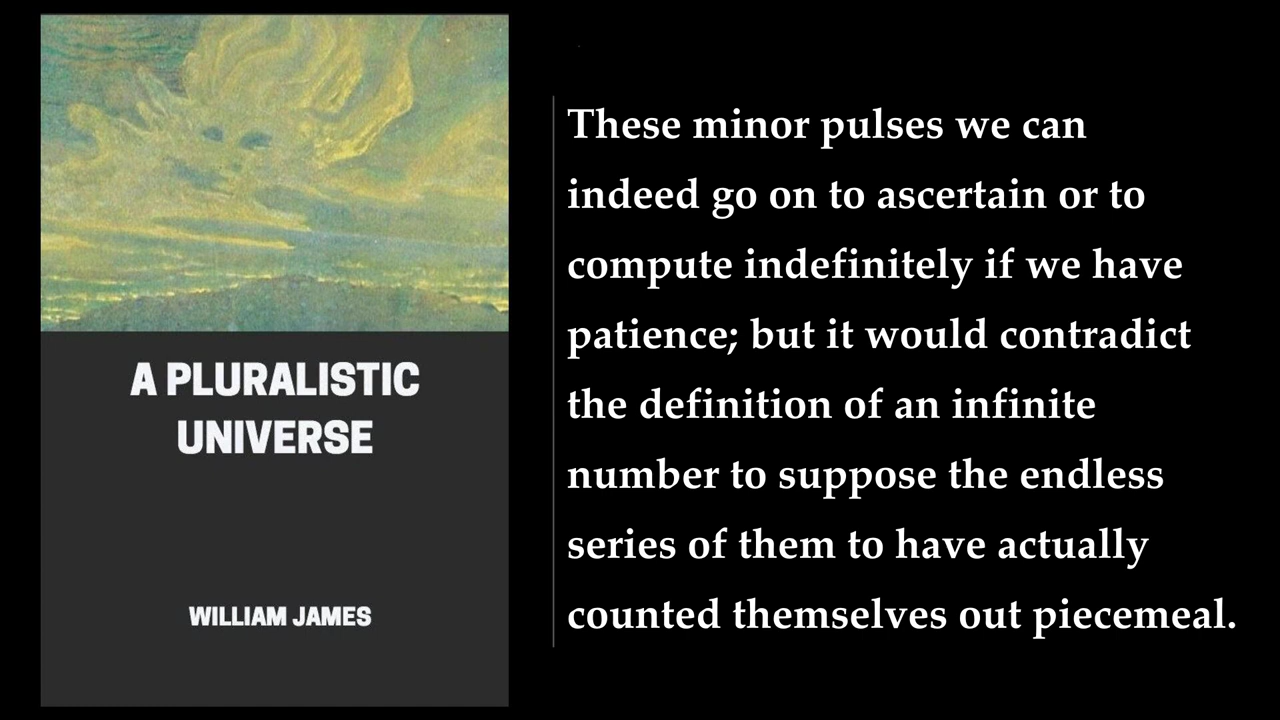 A PLURALISTIC
UNIVERSE
WILLIAM JAMES
These minor pulses we can
indeed go on to ascertain or to
compute indefinitely if we have
patience; but it would contradict
the definition of an infinite
number to suppose the endless
series of them to have actually
counted themselves out piecemeal.